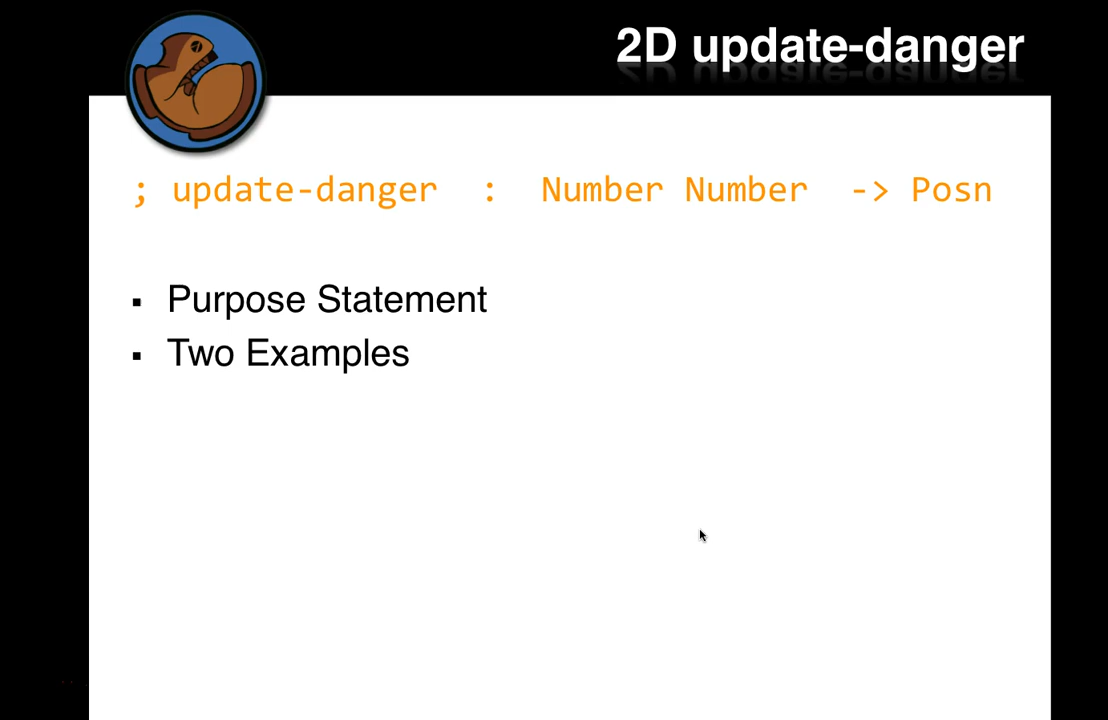 2D update-danger
; update-danger : Number Number -> Posn
▪ Purpose Statement
▪ Two Examples